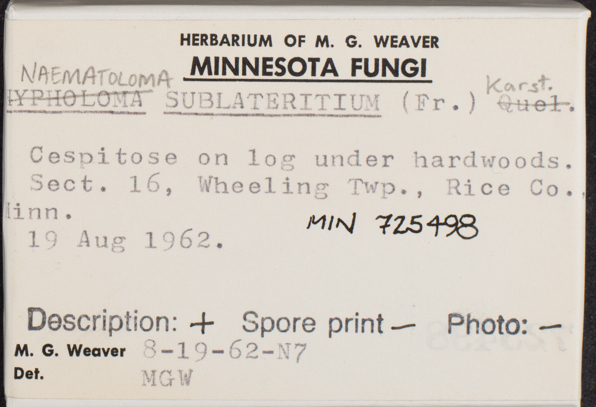 HERBARIUM OF M. G. WEAVER
MINNESOTA FUNGI
NAEMATOLOMA Karst.
HYPHOLOMA SUBLATERITIUM (Fr.) Quel.
Cespitose on log under hardwoods.
Sect. 16, Wheeling Twp., Rice Co.,
Minn.
MIN 725498
19 Aug 1962.
Description: + Spore print – Photo: –
M. G. Weaver 8-19-62-N7
Det. MGW